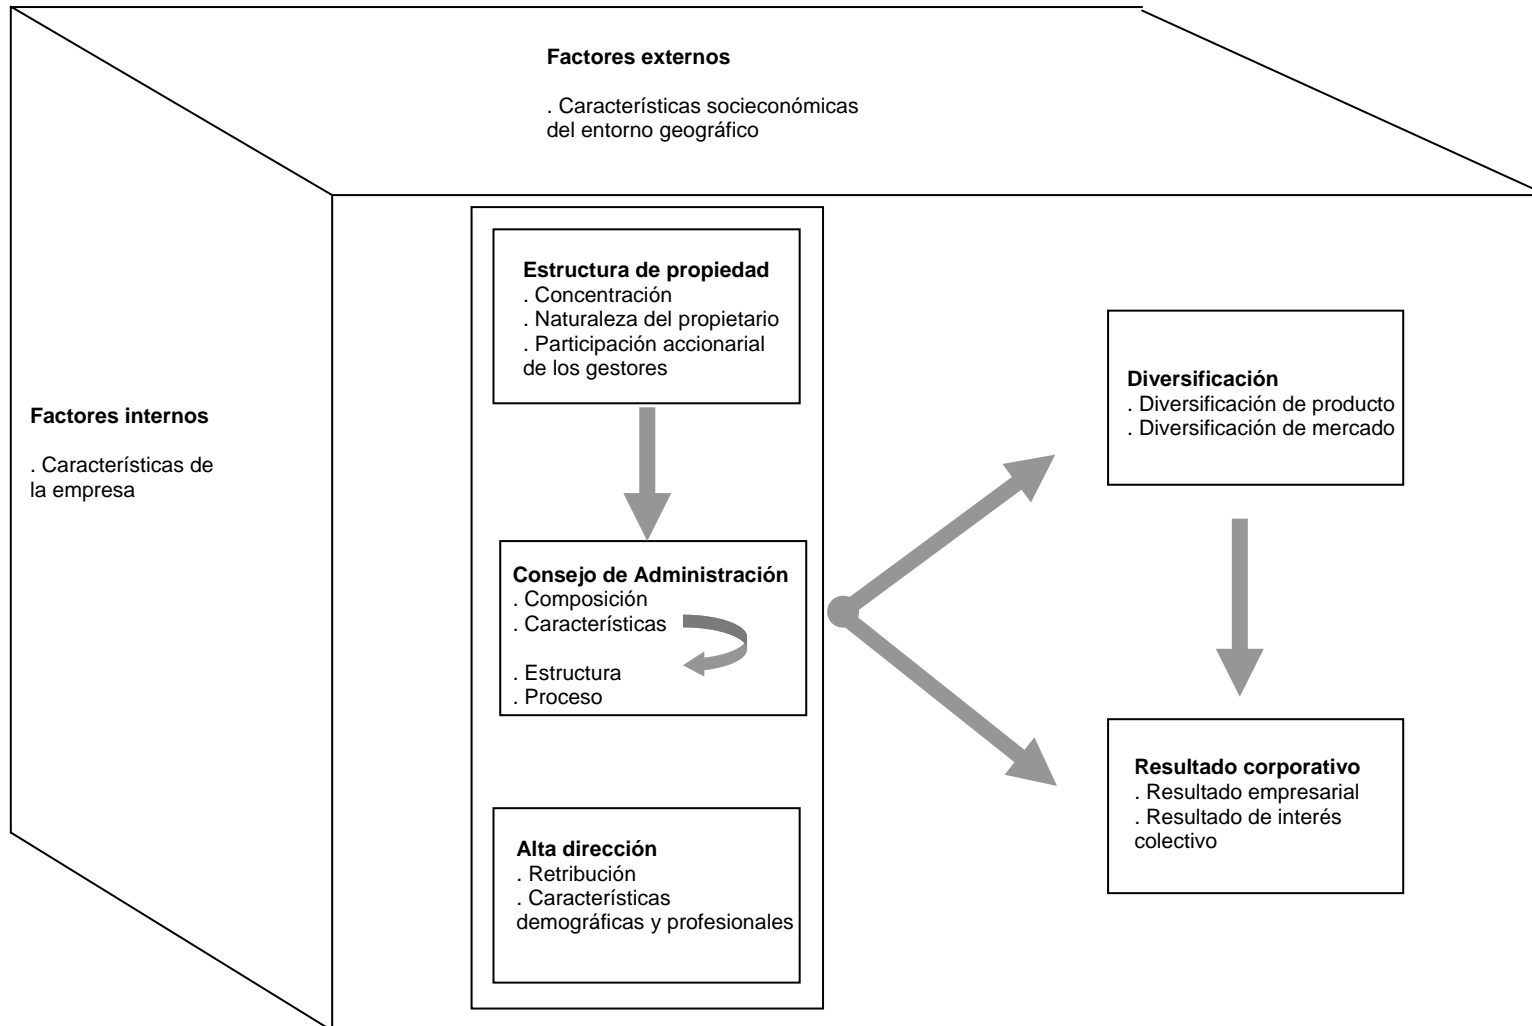 Factores externos
. Características socieconómicas
del entorno geográfico
Factores internos
. Características de
la empresa
Estructura de propiedad
. Concentración
. Naturaleza del propietario
. Participación accionarial
de los gestores
Consejo de Administración
. Composición
. Características
. Estructura
. Proceso
Alta dirección
. Retribución
. Características
demográficas y profesionales
Diversificación
. Diversificación de producto
. Diversificación de mercado
Resultado corporativo
. Resultado empresarial
. Resultado de interés
colectivo